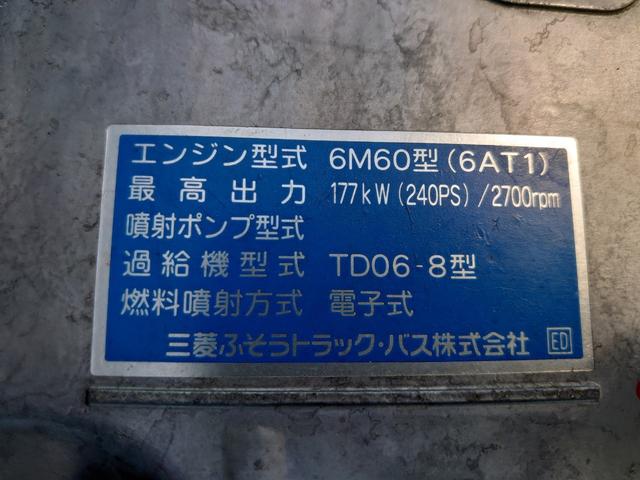 エンジン型式 6M60型(6AT1)
最高出力 177kW(240PS)/2700rpm
噴射ポンプ型式
過給機型式 TD06-8型
燃料噴射方式 電子式
三菱ふそうトラック・バス株式会社 ED